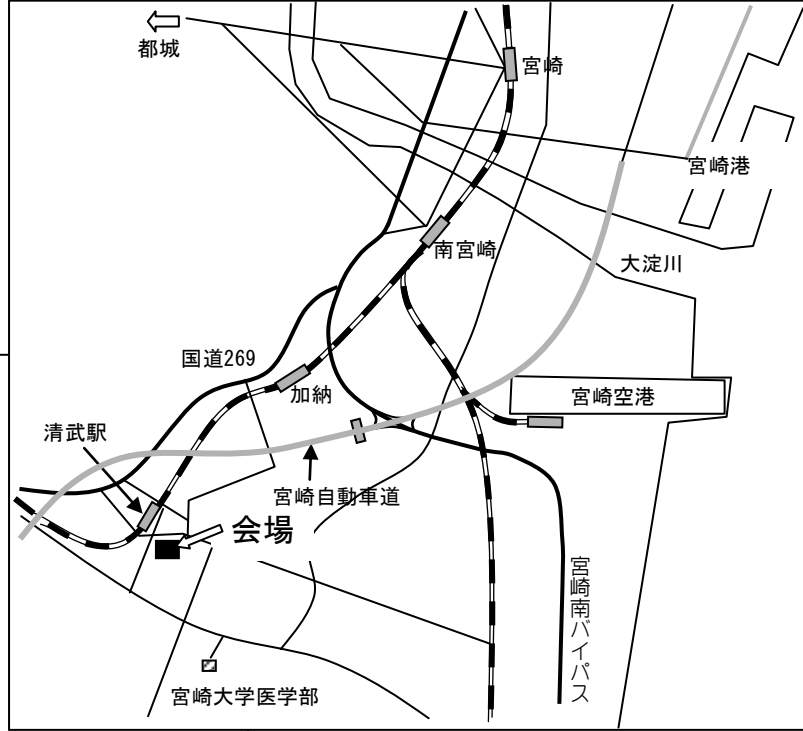 都城
宮崎
宮崎港
南宮崎
大淀川
国道269
加納
宮崎空港
清武駅
宮崎自動車道
会場
宮崎南バイパス
宮崎大学医学部